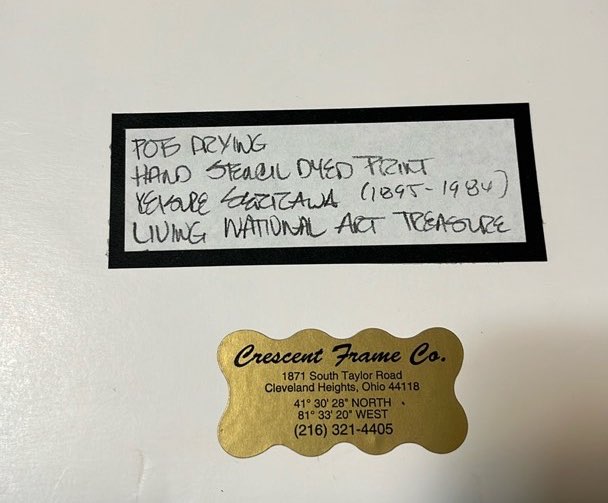 POTS DRYING
HAND STENCIL DYED PRINT
KEISUKE SERIZAWA (1895-1984)
LIVING NATIONAL ART TREASURE
Crescent Frame Co.
1871 South Taylor Road
Cleveland Heights, Ohio 44118
41° 30' 28" NORTH
81° 33' 20" WEST
(216) 321-4405